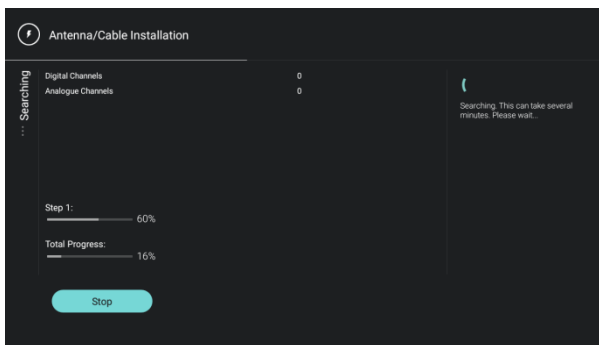 Antenna/Cable Installation
Searching
Digital Channels 0
Analogue Channels 0
Searching. This can take several
minutes. Please wait...
Step 1:
60%
Total Progress:
16%
Stop